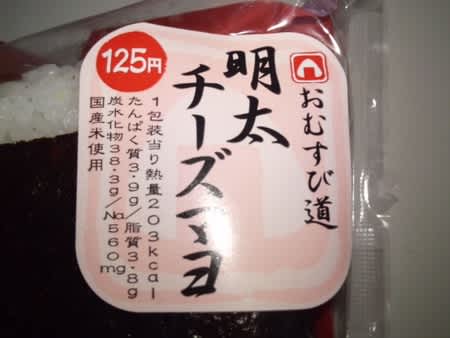 おむすび道
125円
明太
チーズマヨ
1包装当り熱量203kcal
たんぱく質3.9g/脂質3.8g
炭水化物38.3g/Na560mg
国産米使用